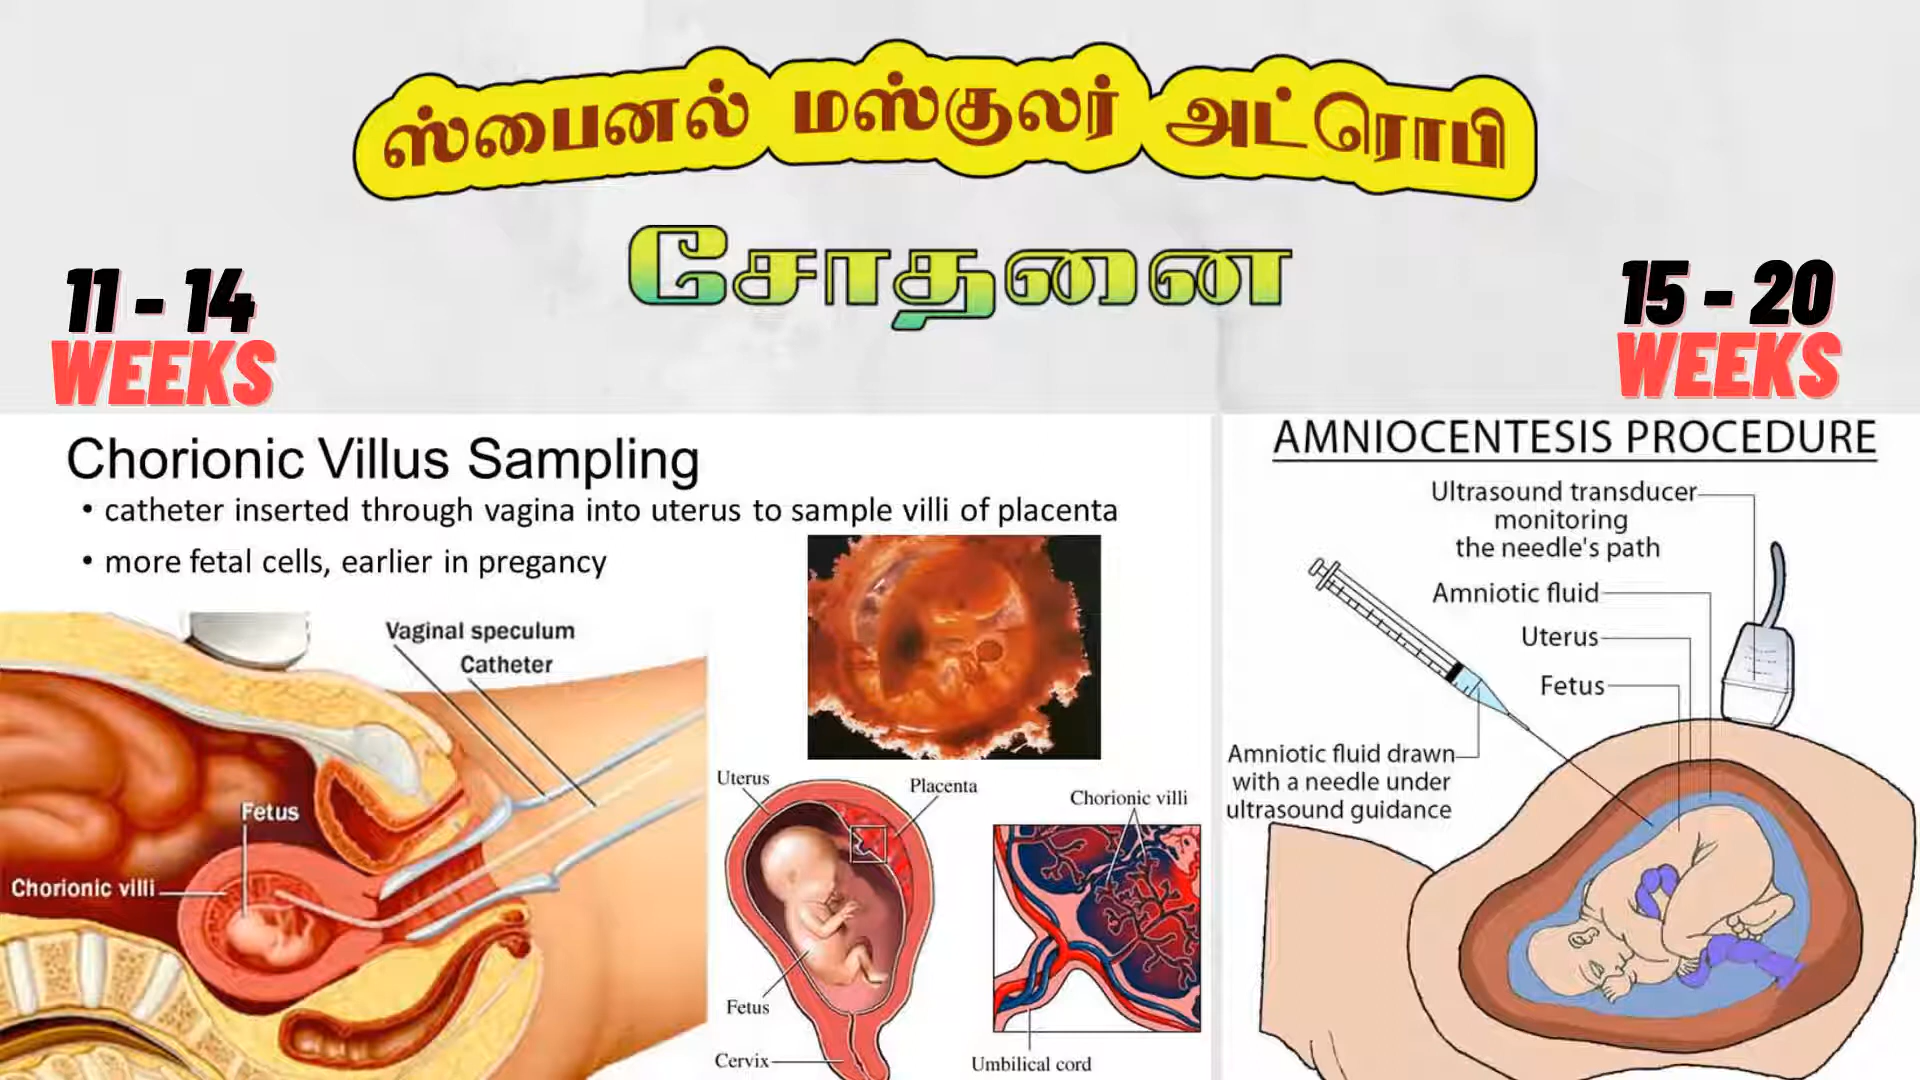 ஸ்பைனல் மஸ்குலர் அட்ரொபி
சோதனை
11 - 14
WEEKS
15 - 20
WEEKS
Chorionic Villus Sampling
• catheter inserted through vagina into uterus to sample villi of placenta
• more fetal cells, earlier in pregancy
Vaginal speculum
Catheter
Fetus
Chorionic villi
Uterus
Placenta
Chorionic villi
Fetus
Cervix
Umbilical cord
AMNIOCENTESIS PROCEDURE
Ultrasound transducer
monitoring
the needle's path
Amniotic fluid
Uterus
Fetus
Amniotic fluid drawn
with a needle under
ultrasound guidance